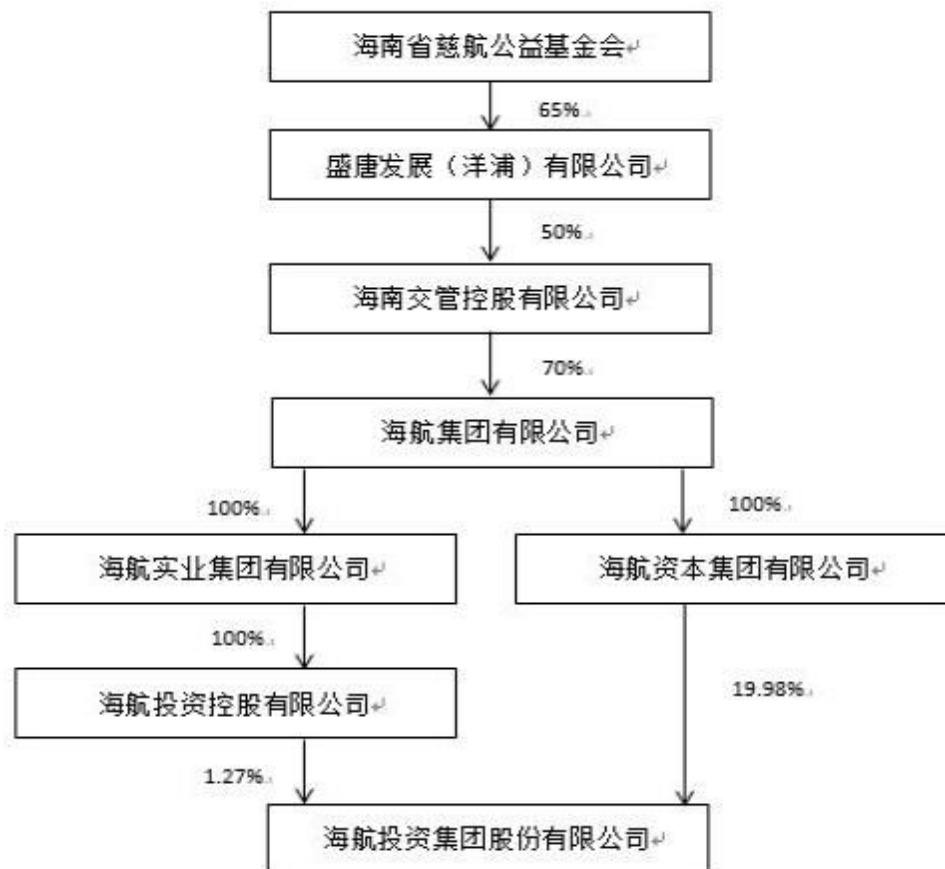 海南省慈航公益基金会
65%
盛唐发展（洋浦）有限公司
50%
海南交管控股有限公司
70%
海航集团有限公司
100%
100%
海航实业集团有限公司
海航资本集团有限公司
100%
海航投资控股有限公司
19.98%
1.27%
海航投资集团股份有限公司